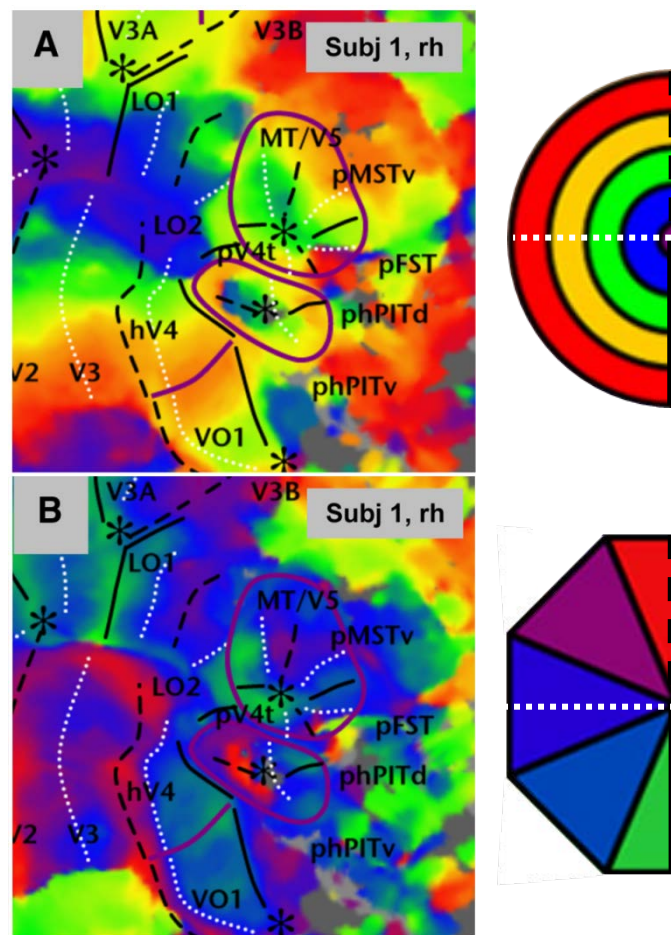 A
V3A
V3B
Subj 1, rh
LO1
MT/V5
pMSTv
LO2
pV4t
pFST
phPITd
hV4
V2
V3
phPITv
VO1
B
V3A
V3B
Subj 1, rh
LO1
MT/V5
pMSTv
LO2
pV4t
pFST
phPITd
hV4
V2
V3
phPITv
VO1